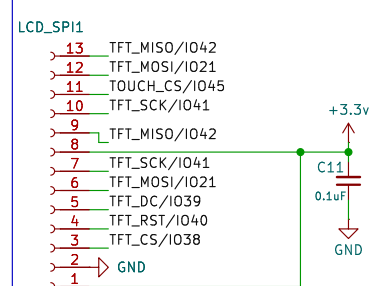 LCD_SPI1
13 TFT_MISO/IO42
12 TFT_MOSI/IO21
11 TOUCH_CS/IO45
10 TFT_SCK/IO41
9 TFT_MISO/IO42
8
7 TFT_SCK/IO41
6 TFT_MOSI/IO21
5 TFT_DC/IO39
4 TFT_RST/IO40
3 TFT_CS/IO38
2 GND
1
+3.3v
C11
0.1uF
GND